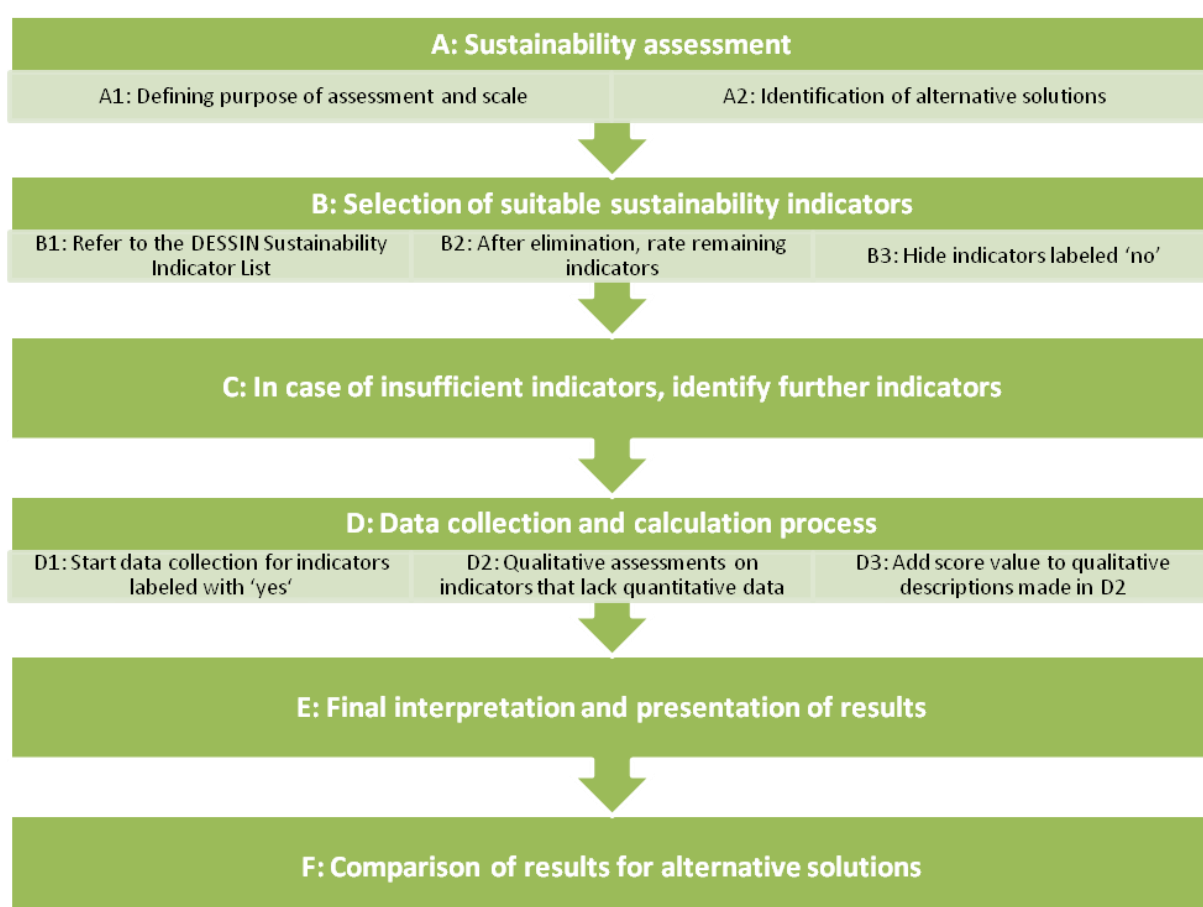 A: Sustainability assessment
A1: Defining purpose of assessment and scale
A2: Identification of alternative solutions
B: Selection of suitable sustainability indicators
B1: Refer to the DESSIN Sustainability
Indicator List
B2: After elimination, rate remaining
indicators
B3: Hide indicators labeled ‘no’
C: In case of insufficient indicators, identify further indicators
D: Data collection and calculation process
D1: Start data collection for indicators
labeled with ‘yes‘
D2: Qualitative assessments on
indicators that lack quantitative data
D3: Add score value to qualitative
descriptions made in D2
E: Final interpretation and presentation of results
F: Comparison of results for alternative solutions